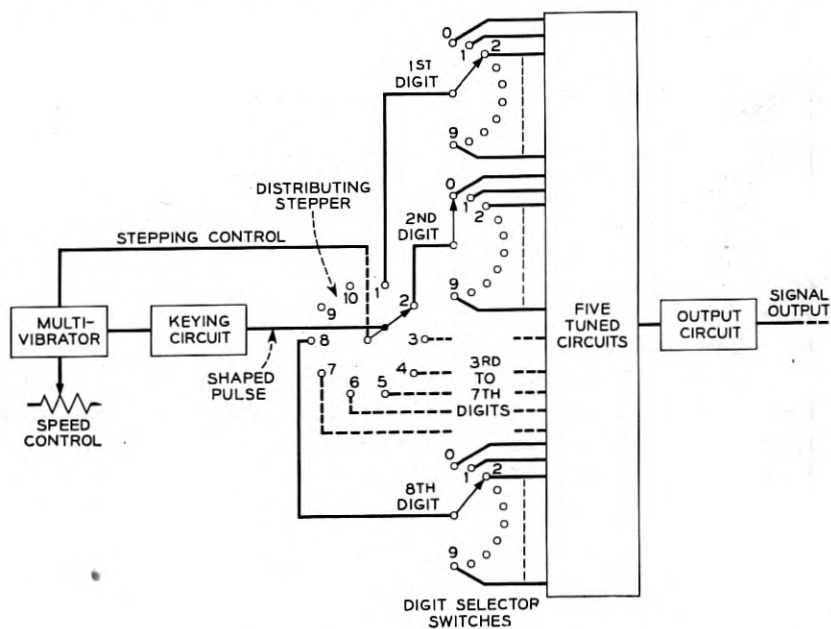 0
1
2
1ST
DIGIT
9
DISTRIBUTING
STEPPER
0
1
2
2ND
DIGIT
STEPPING CONTROL
10
1
9
2
9
MULTI-
VIBRATOR
KEYING
CIRCUIT
8
3
SHAPED
PULSE
7
4
6
5
3RD
TO
7TH
DIGITS
FIVE
TUNED
CIRCUITS
OUTPUT
CIRCUIT
SIGNAL
OUTPUT
SPEED
CONTROL
0
1
2
8TH
DIGIT
9
DIGIT SELECTOR
SWITCHES